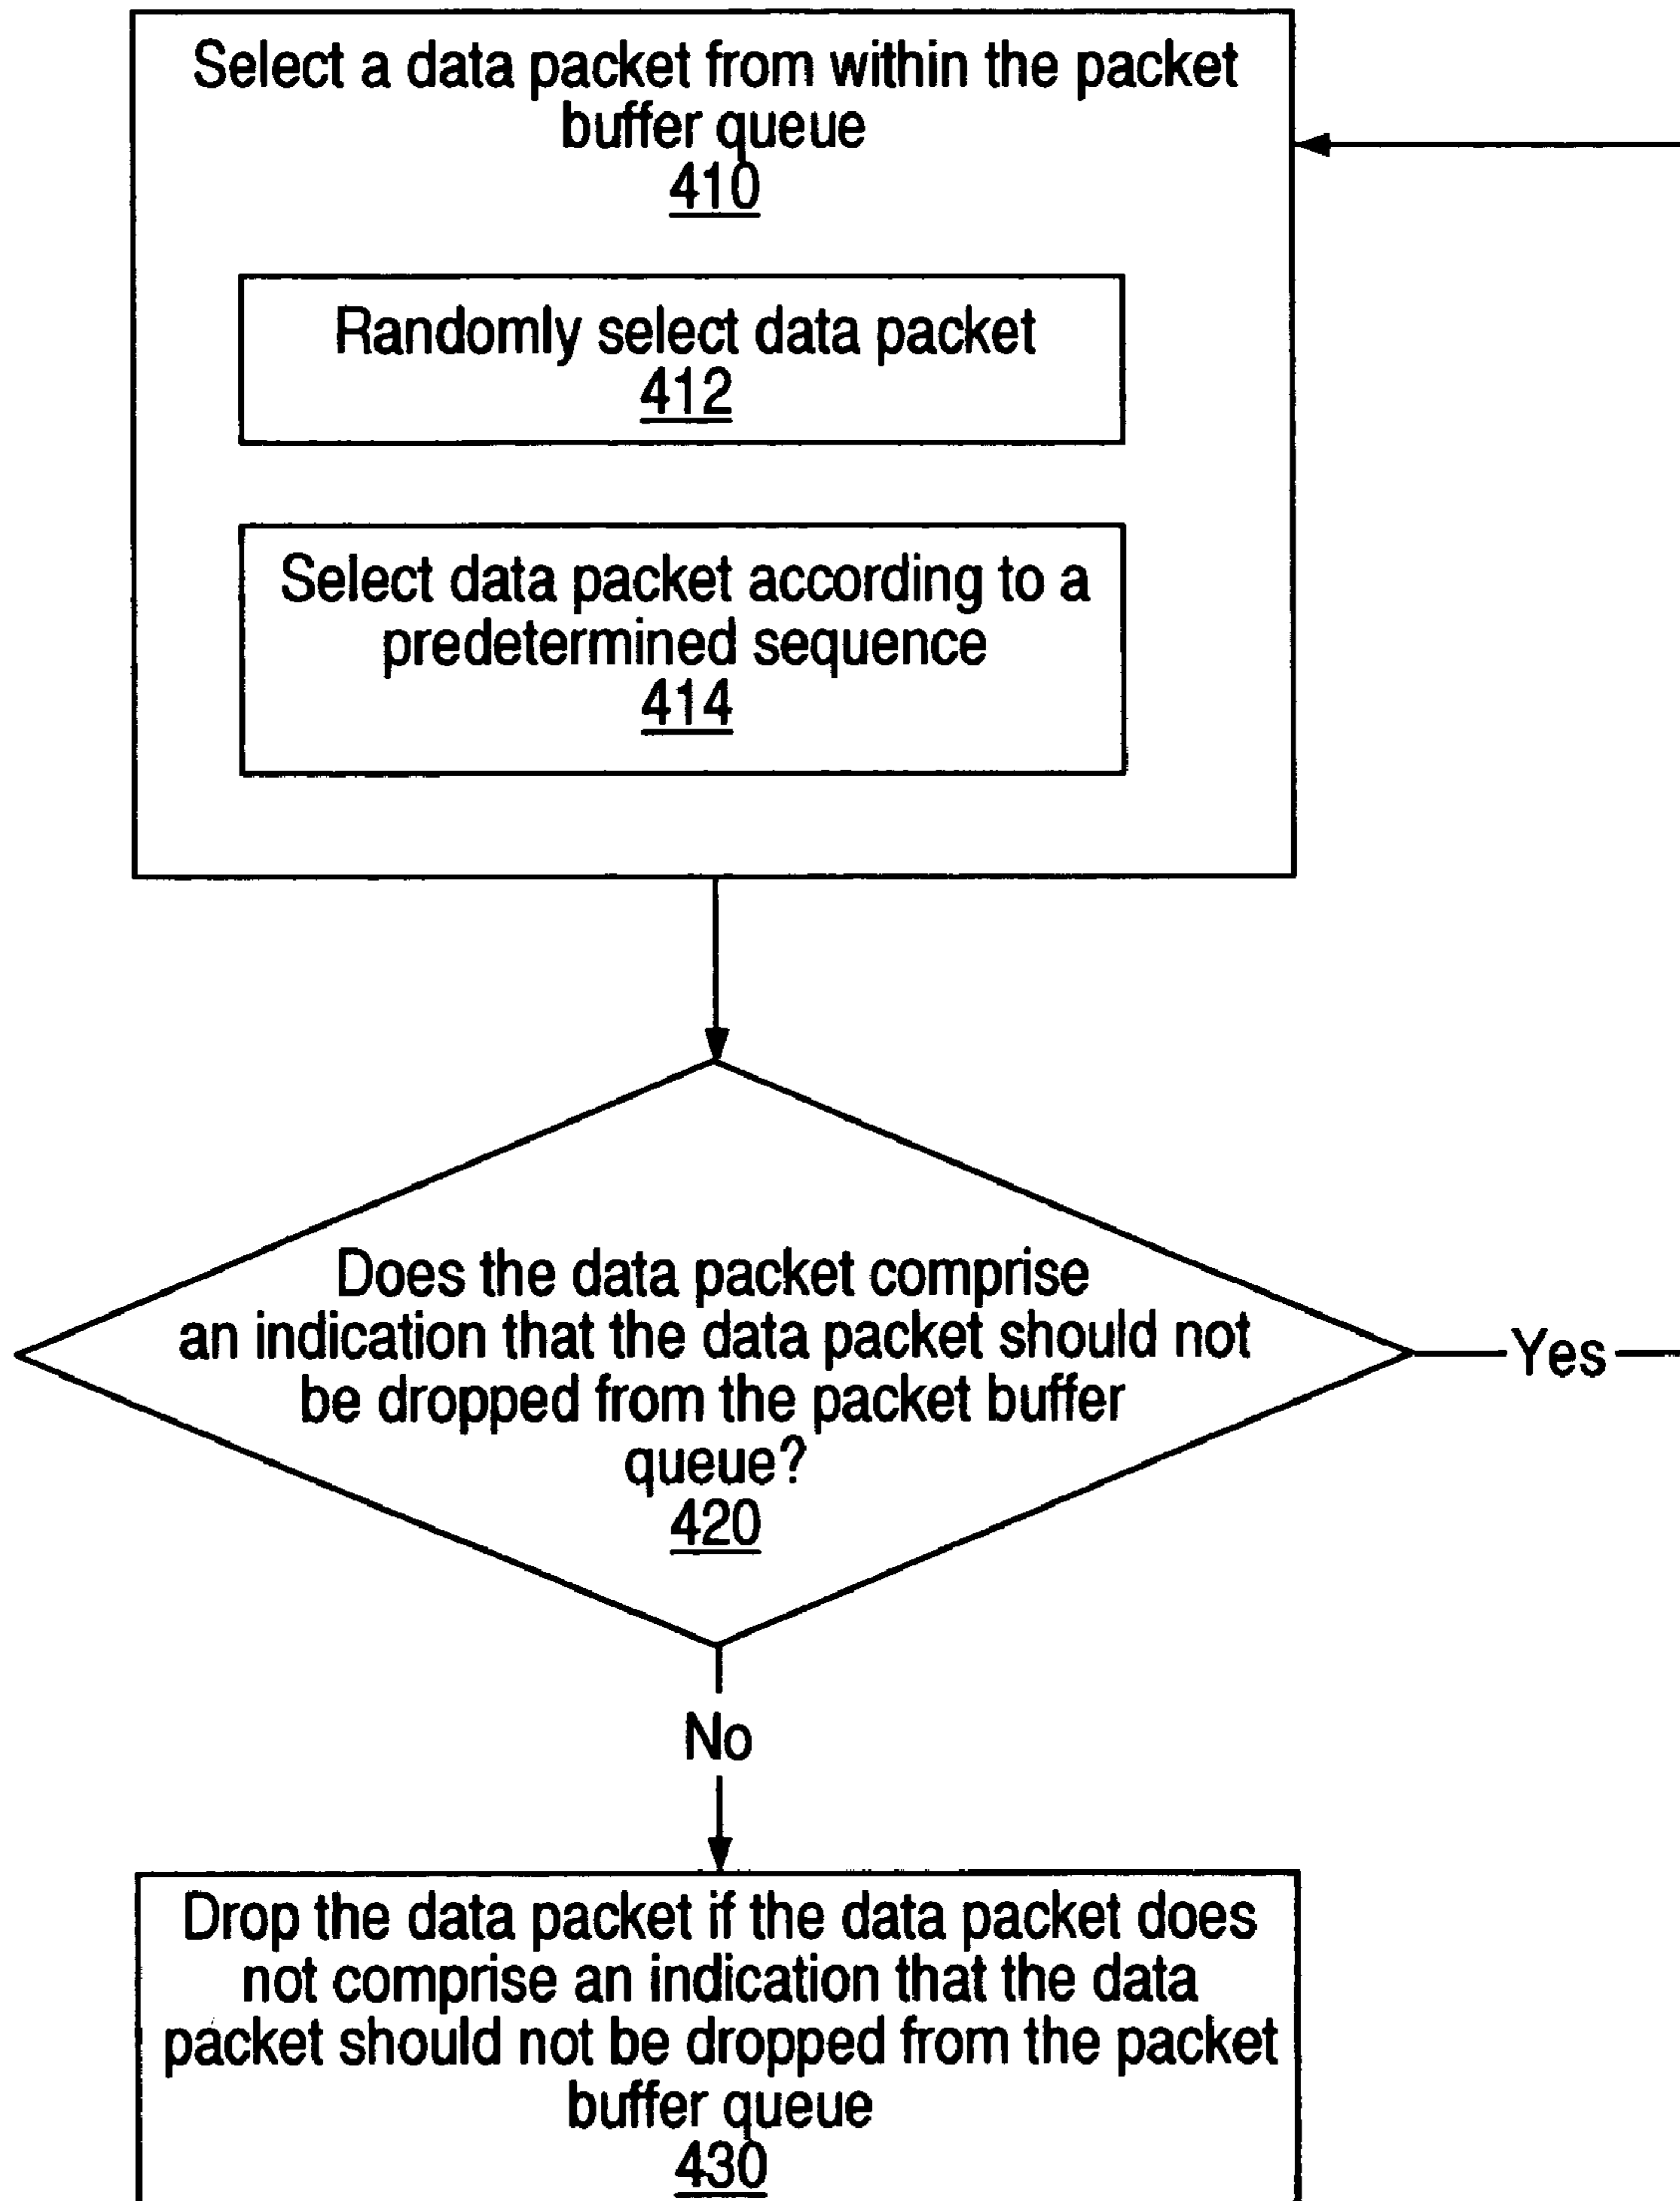 Select a data packet from within the packet
buffer queue
410
Randomly select data packet
412
Select data packet according to a
predetermined sequence
414
Does the data packet comprise
an indication that the data packet should not
be dropped from the packet buffer
queue?
420
Yes
No
Drop the data packet if the data packet does
not comprise an indication that the data
packet should not be dropped from the packet
buffer queue
430